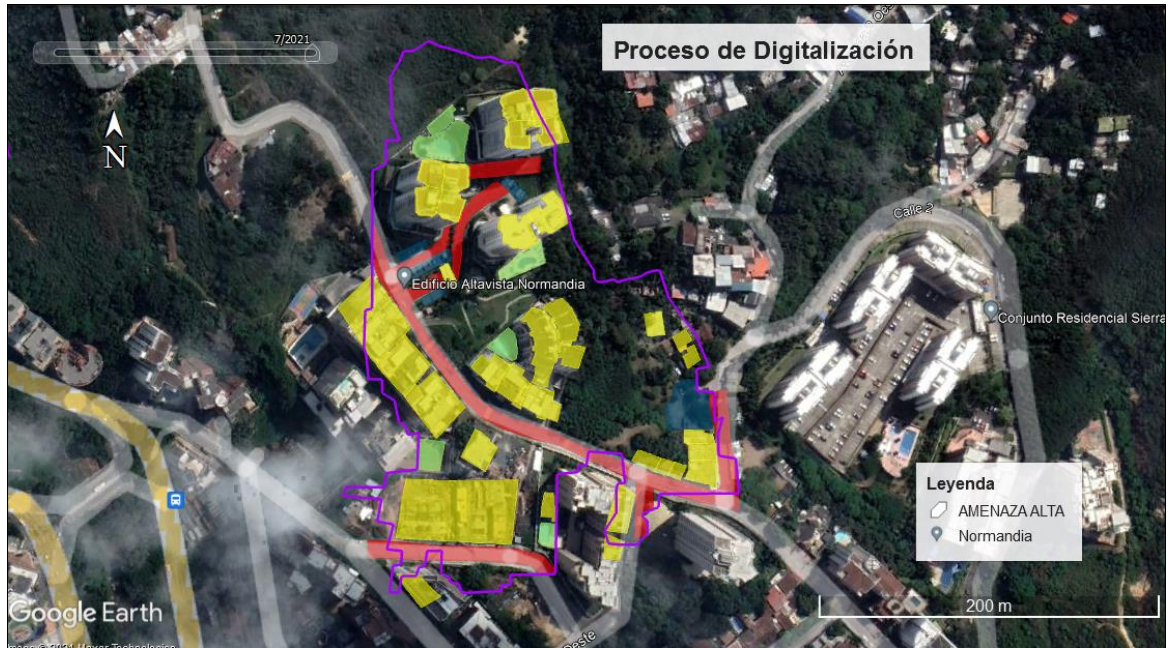 7/2021
Proceso de Digitalización
N
Calle 2
Edificio Altavista Normandia
Conjunto Residencial Sierra
Leyenda
AMENAZA ALTA
Normandia
Google Earth
200 m
Oeste